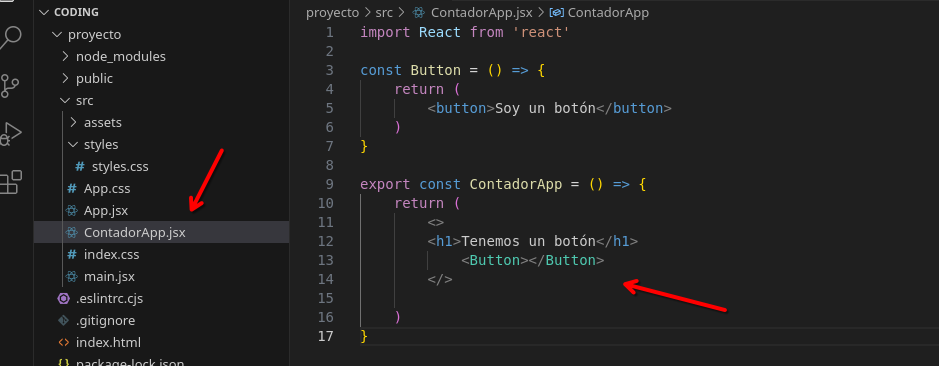 CODING
proyecto
node_modules
public
src
assets
styles
# styles.css
# App.css
App.jsx
ContadorApp.jsx
# index.css
main.jsx
.eslintrc.cjs
.gitignore
<> index.html
{} package-lock.json
proyecto > src > ContadorApp.jsx > ContadorApp
1 import React from 'react'
2
3 const Button = () => {
4 return (
5 <button>Soy un botón</button>
6 )
7 }
8
9 export const ContadorApp = () => {
10 return (
11 <>
12 <h1>Tenemos un botón</h1>
13 <Button></Button>
14 </>
15
16 )
17 }